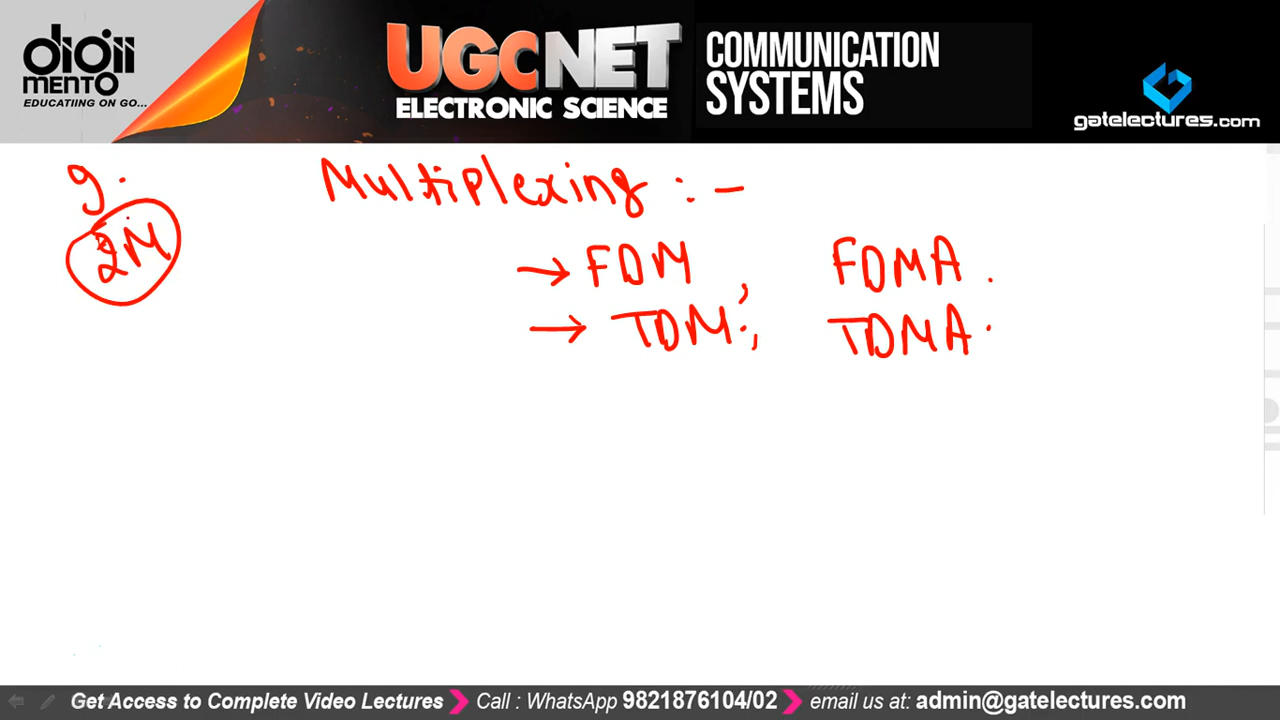 digii
mento
EDUCATIING ON GO...
UGC NET
ELECTRONIC SCIENCE
COMMUNICATION
SYSTEMS
gatelectures.com
9.
2M
Multiplexing :-
→ FDM , FDMA .
→ TDM ; TDMA .
Get Access to Complete Video Lectures Call : WhatsApp 9821876104/02 email us at: admin@gatelectures.com